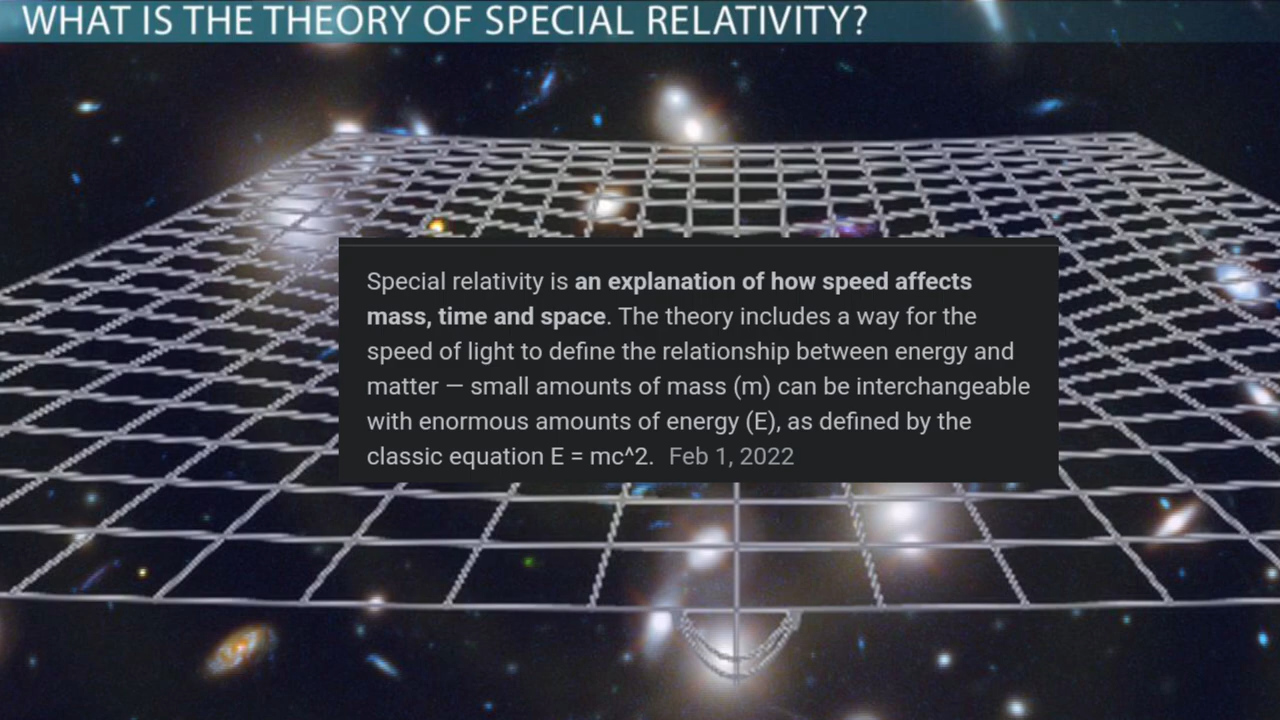 WHAT IS THE THEORY OF SPECIAL RELATIVITY?
Special relativity is an explanation of how speed affects
mass, time and space. The theory includes a way for the
speed of light to define the relationship between energy and
matter — small amounts of mass (m) can be interchangeable
with enormous amounts of energy (E), as defined by the
classic equation E = mc^2. Feb 1, 2022